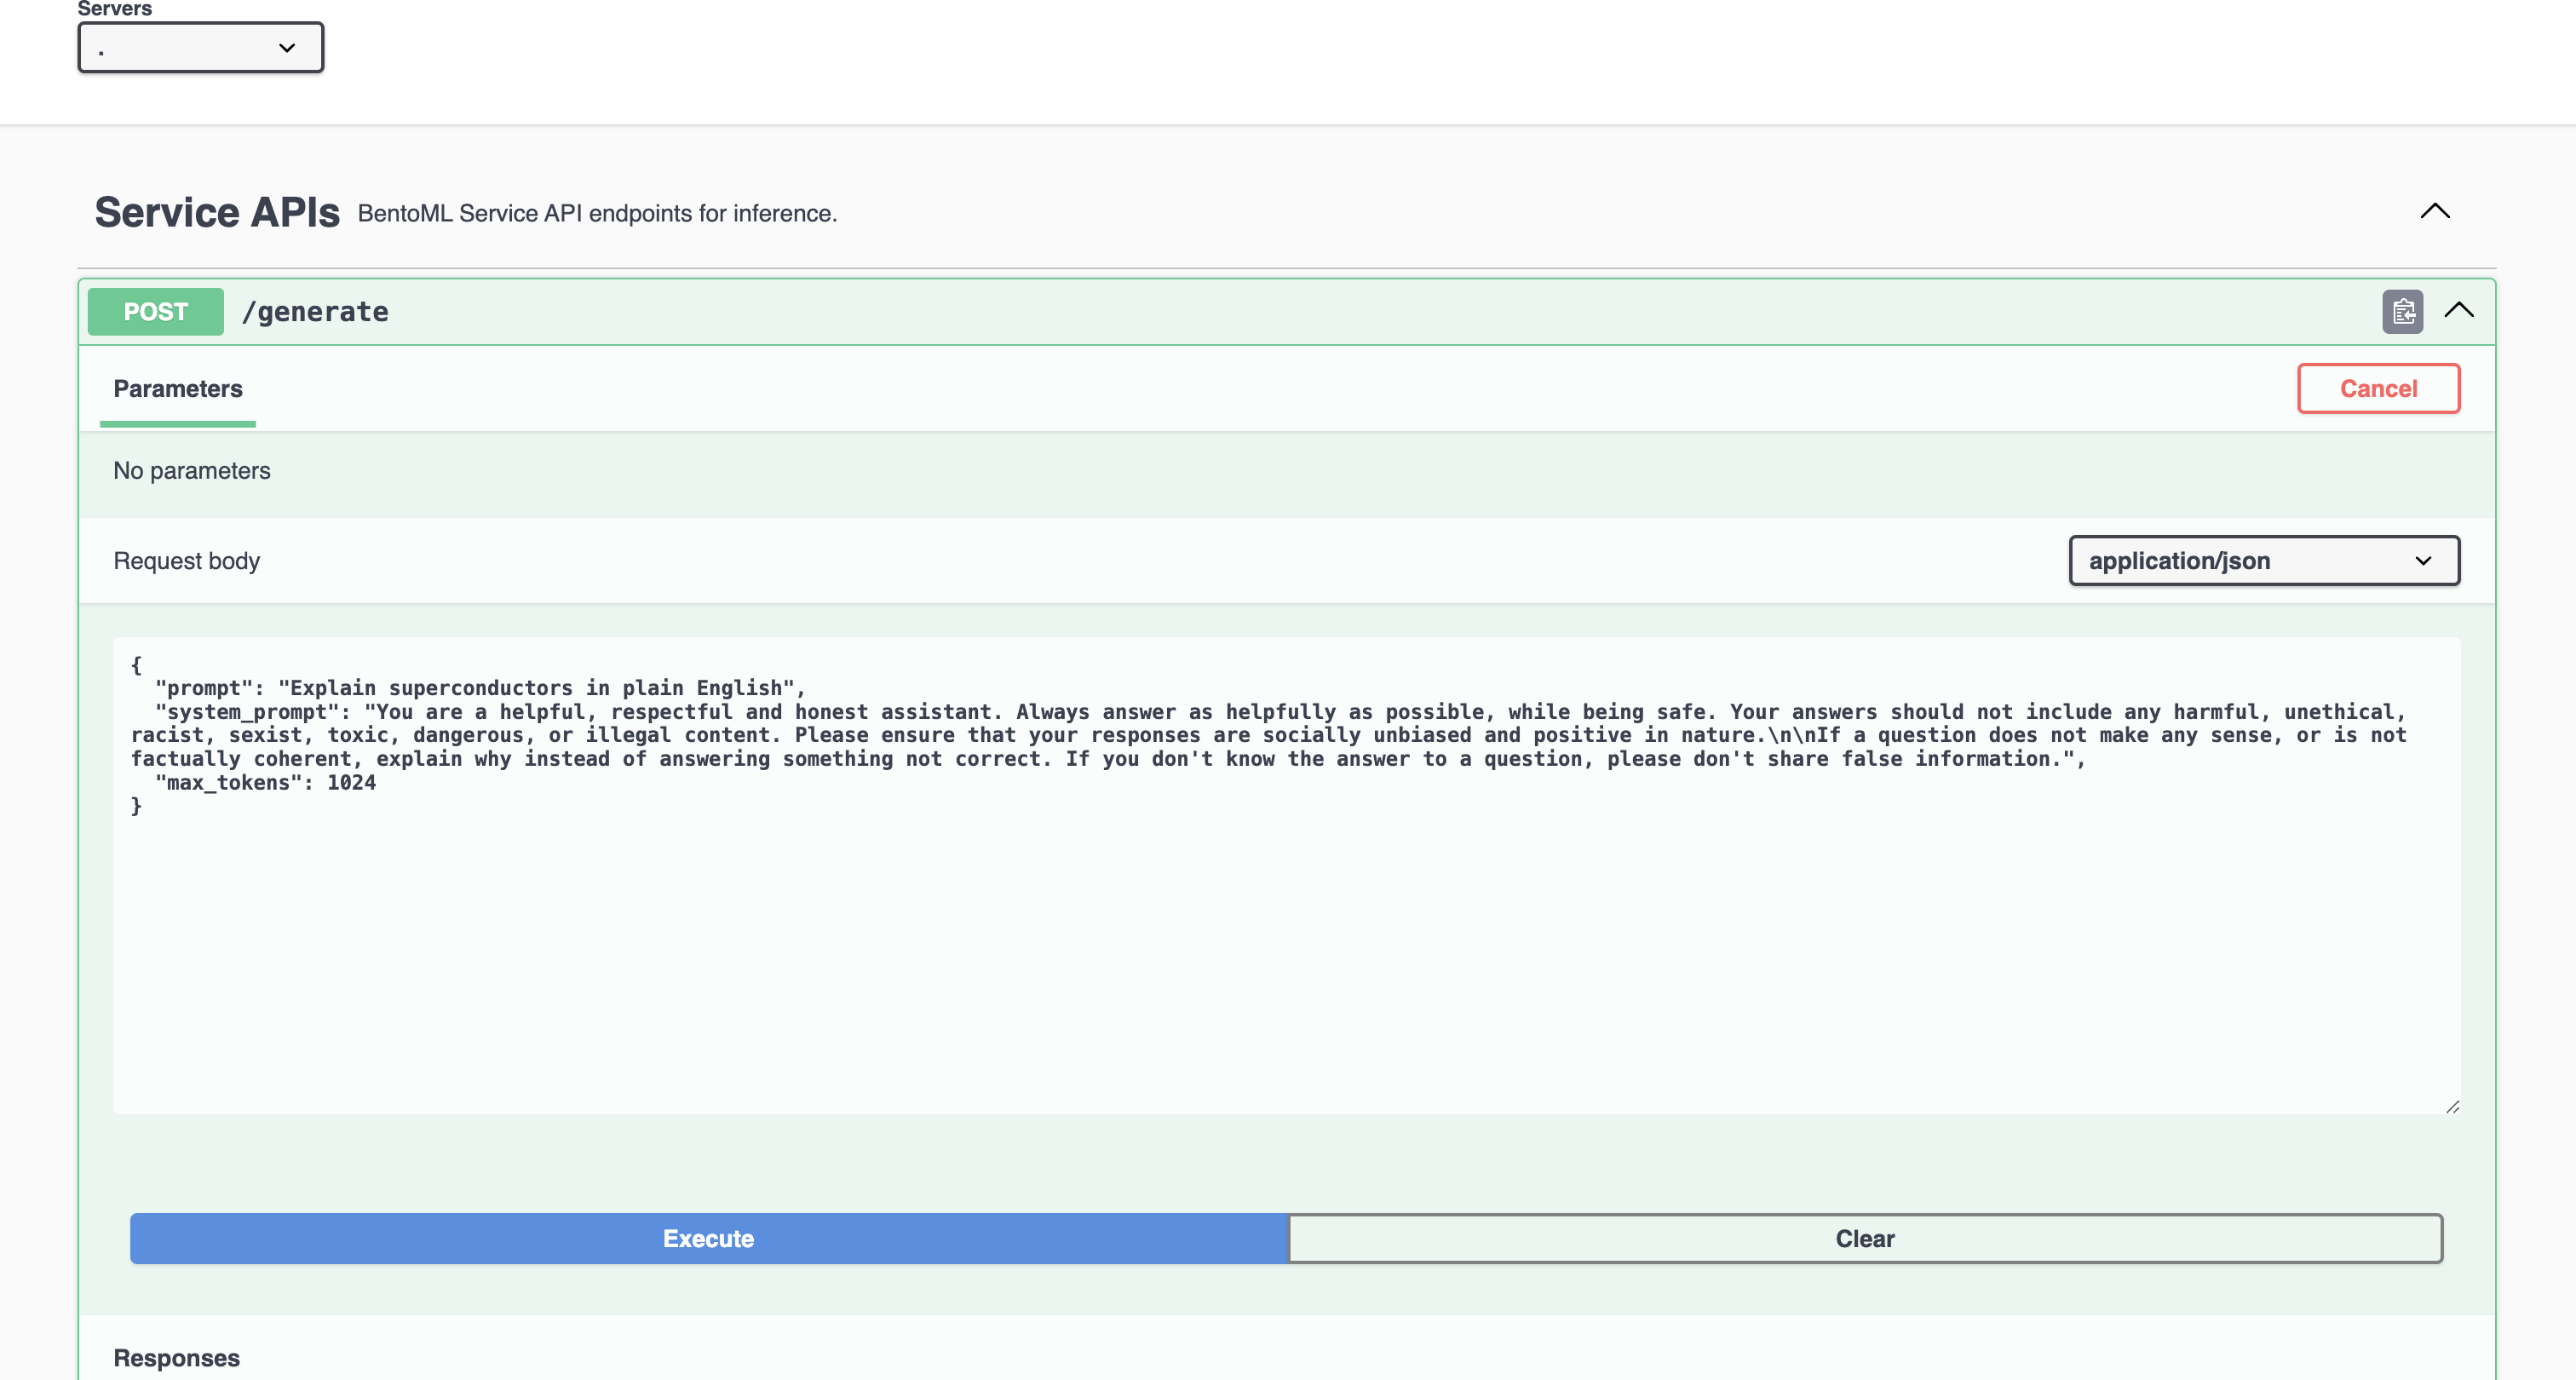 Servers
.
Service APIs BentoML Service API endpoints for inference.
POST /generate
Parameters
Cancel
No parameters
Request body
application/json
{
  "prompt": "Explain superconductors in plain English",
  "system_prompt": "You are a helpful, respectful and honest assistant. Always answer as helpfully as possible, while being safe. Your answers should not include any harmful, unethical,
racist, sexist, toxic, dangerous, or illegal content. Please ensure that your responses are socially unbiased and positive in nature.\n\nIf a question does not make any sense, or is not
factually coherent, explain why instead of answering something not correct. If you don't know the answer to a question, please don't share false information.",
  "max_tokens": 1024
}
Execute
Clear
Responses